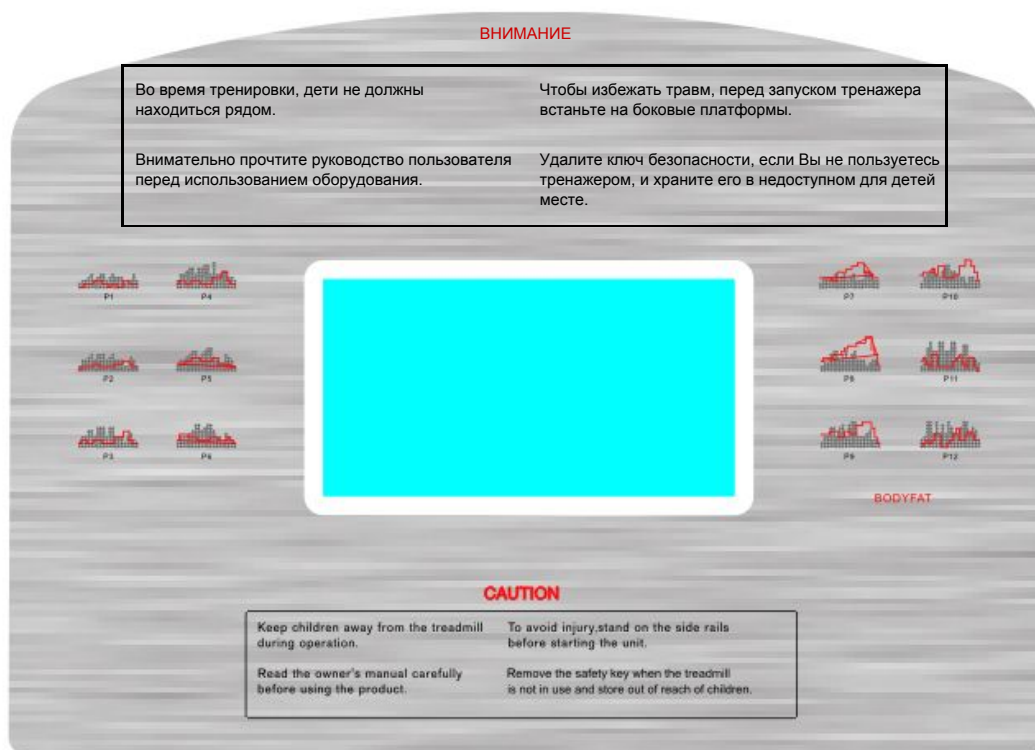 ВНИМАНИЕ
Во время тренировки, дети не должны
находиться рядом.
Чтобы избежать травм, перед запуском тренажера
встаньте на боковые платформы.
Внимательно прочтите руководство пользователя
перед использованием оборудования.
Удалите ключ безопасности, если Вы не пользуетесь
тренажером, и храните его в недоступном для детей
месте.
P1
P4
P7
P10
P2
P5
P8
P11
P3
P6
P9
P12
BODYFAT
CAUTION
Keep children away from the treadmill
during operation.
To avoid injury,stand on the side rails
before starting the unit.
Read the owner's manual carefully
before using the product.
Remove the safety key when the treadmill
is not in use and store out of reach of children.